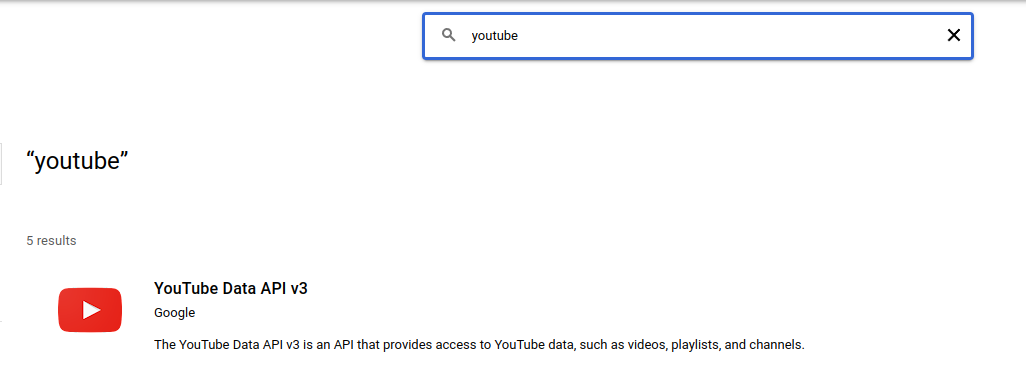 youtube
“youtube”
5 results
YouTube Data API v3
Google
The YouTube Data API v3 is an API that provides access to YouTube data, such as videos, playlists, and channels.